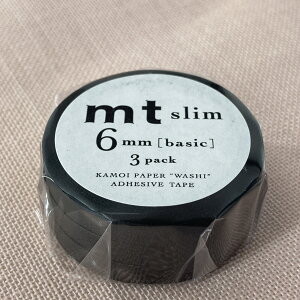 mt slim
6mm [basic]
3 pack
KAMOI PAPER "WASHI"
ADHESIVE TAPE